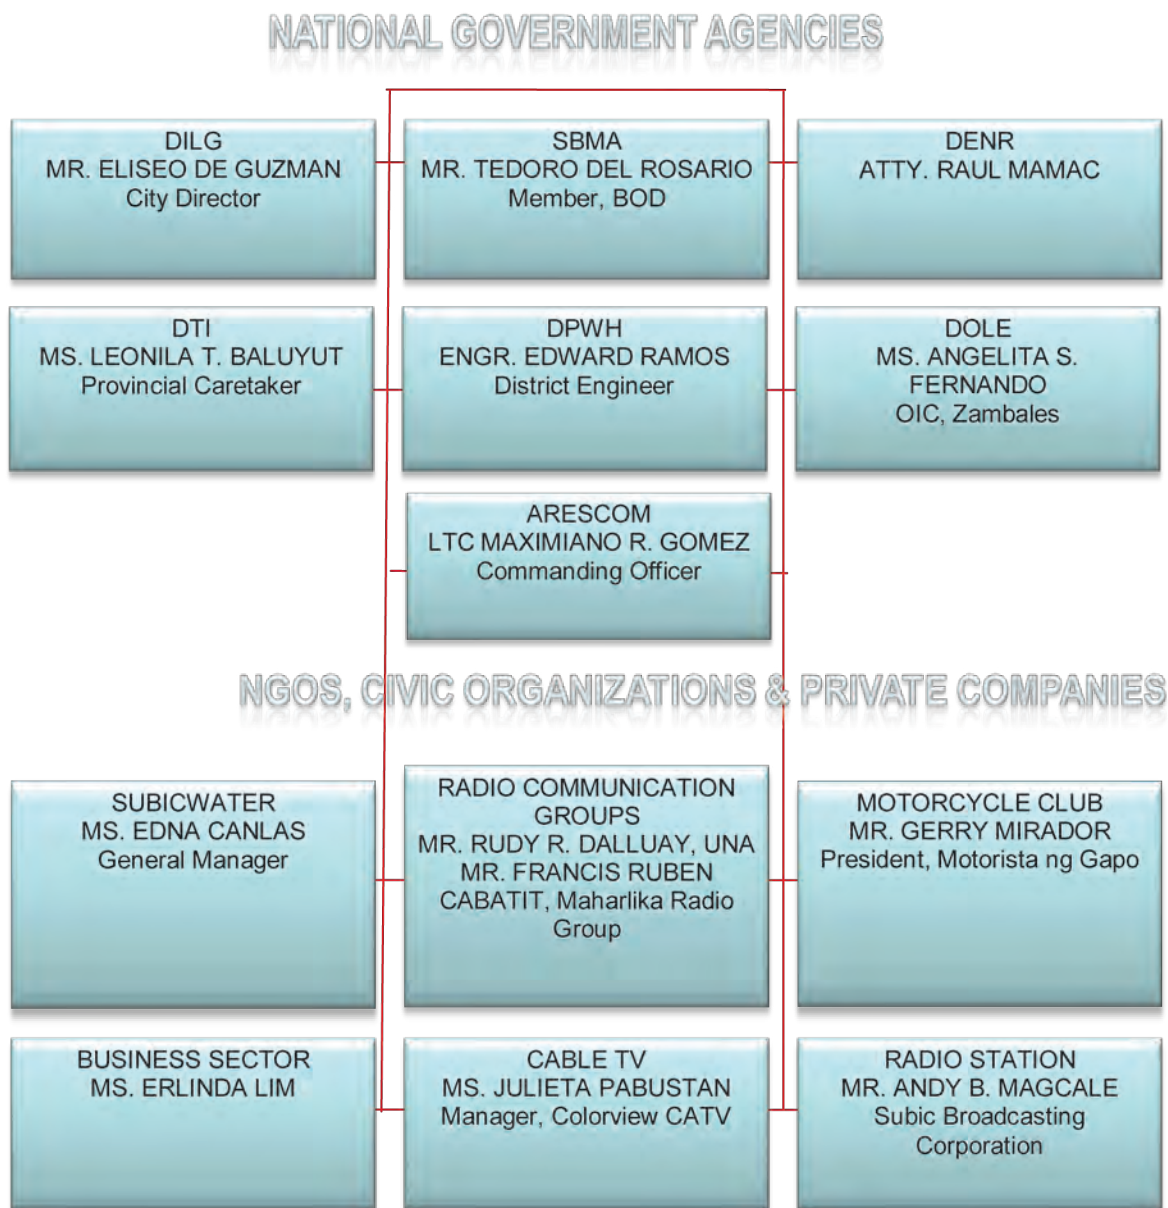 NATIONAL GOVERNMENT AGENCIES
DILG
MR. ELISEO DE GUZMAN
City Director
SBMA
MR. TEDORO DEL ROSARIO
Member, BOD
DENR
ATTY. RAUL MAMAC
DTI
MS. LEONILA T. BALUYUT
Provincial Caretaker
DPWH
ENGR. EDWARD RAMOS
District Engineer
DOLE
MS. ANGELITA S.
FERNANDO
OIC, Zambales
ARESCOM
LTC MAXIMIANO R. GOMEZ
Commanding Officer
NGOS, CIVIC ORGANIZATIONS & PRIVATE COMPANIES
SUBICWATER
MS. EDNA CANLAS
General Manager
RADIO COMMUNICATION
GROUPS
MR. RUDY R. DALLUAY, UNA
MR. FRANCIS RUBEN
CABATIT, Maharlika Radio
Group
MOTORCYCLE CLUB
MR. GERRY MIRADOR
President, Motorista ng Gapo
BUSINESS SECTOR
MS. ERLINDA LIM
CABLE TV
MS. JULIETA PABUSTAN
Manager, Colorview CATV
RADIO STATION
MR. ANDY B. MAGCALE
Subic Broadcasting
Corporation